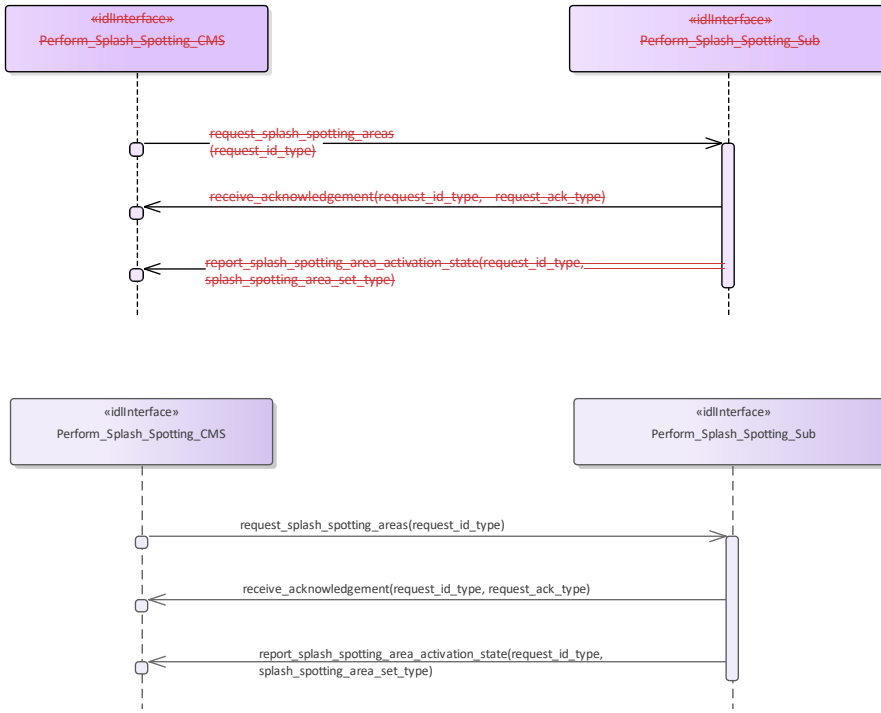 «idlInterface»
Perform_Splash_Spotting_CMS
«idlInterface»
Perform_Splash_Spotting_Sub
request_splash_spotting_areas
(request_id_type)
receive_acknowledgement(request_id_type, request_ack_type)
report_splash_spotting_area_activation_state(request_id_type,
splash_spotting_area_set_type)
«idlInterface»
Perform_Splash_Spotting_CMS
«idlInterface»
Perform_Splash_Spotting_Sub
request_splash_spotting_areas(request_id_type)
receive_acknowledgement(request_id_type, request_ack_type)
report_splash_spotting_area_activation_state(request_id_type,
splash_spotting_area_set_type)